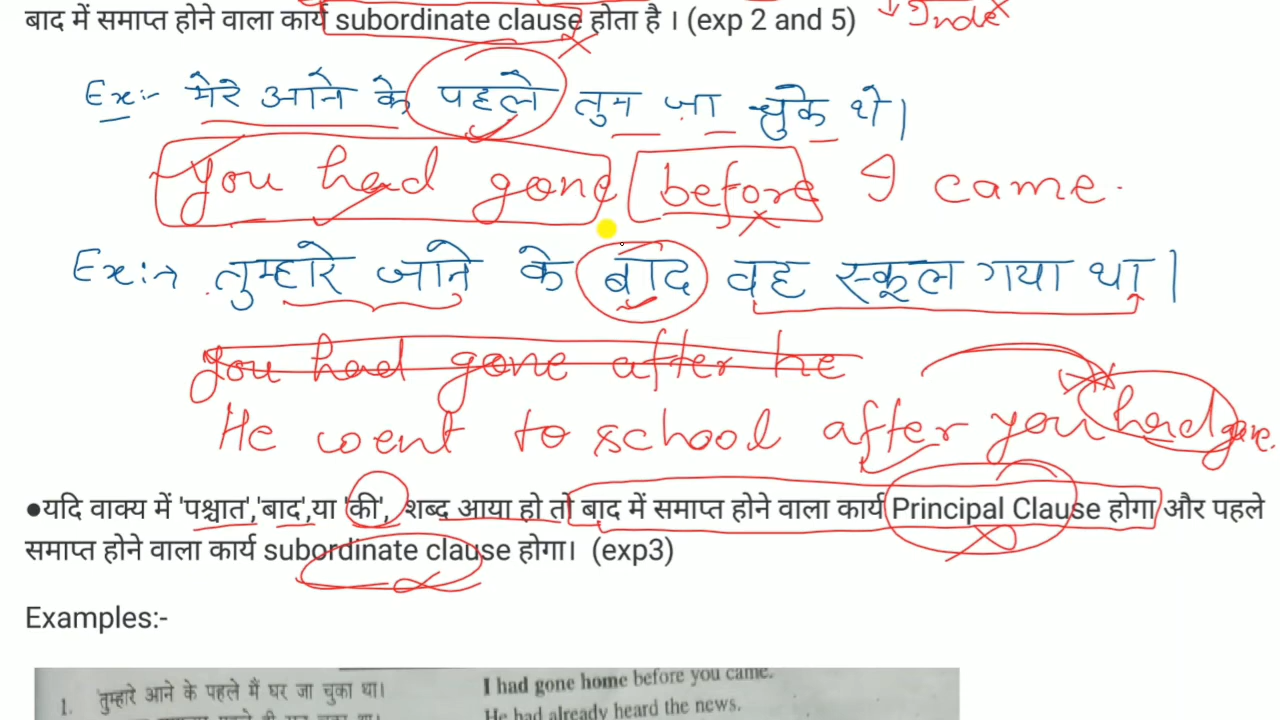 बाद में समाप्त होने वाला कार्य subordinate clause होता है । (exp 2 and 5)
Ex:- मेरे आने के पहले तुम जा चुके थे।
You had gone before I came.
Ex:- तुम्हारे जाने के बाद वह स्कूल गया था।
You had gone after he
He went to school after you had gone.
●यदि वाक्य में 'पश्चात','बाद',या 'की', शब्द आया हो तो बाद में समाप्त होने वाला कार्य Principal Clause होगा और पहले
समाप्त होने वाला कार्य subordinate clause होगा। (exp3)
Examples:-
1. तुम्हारे आने के पहले मैं घर जा चुका था। I had gone home before you came.
He had already heard the news.